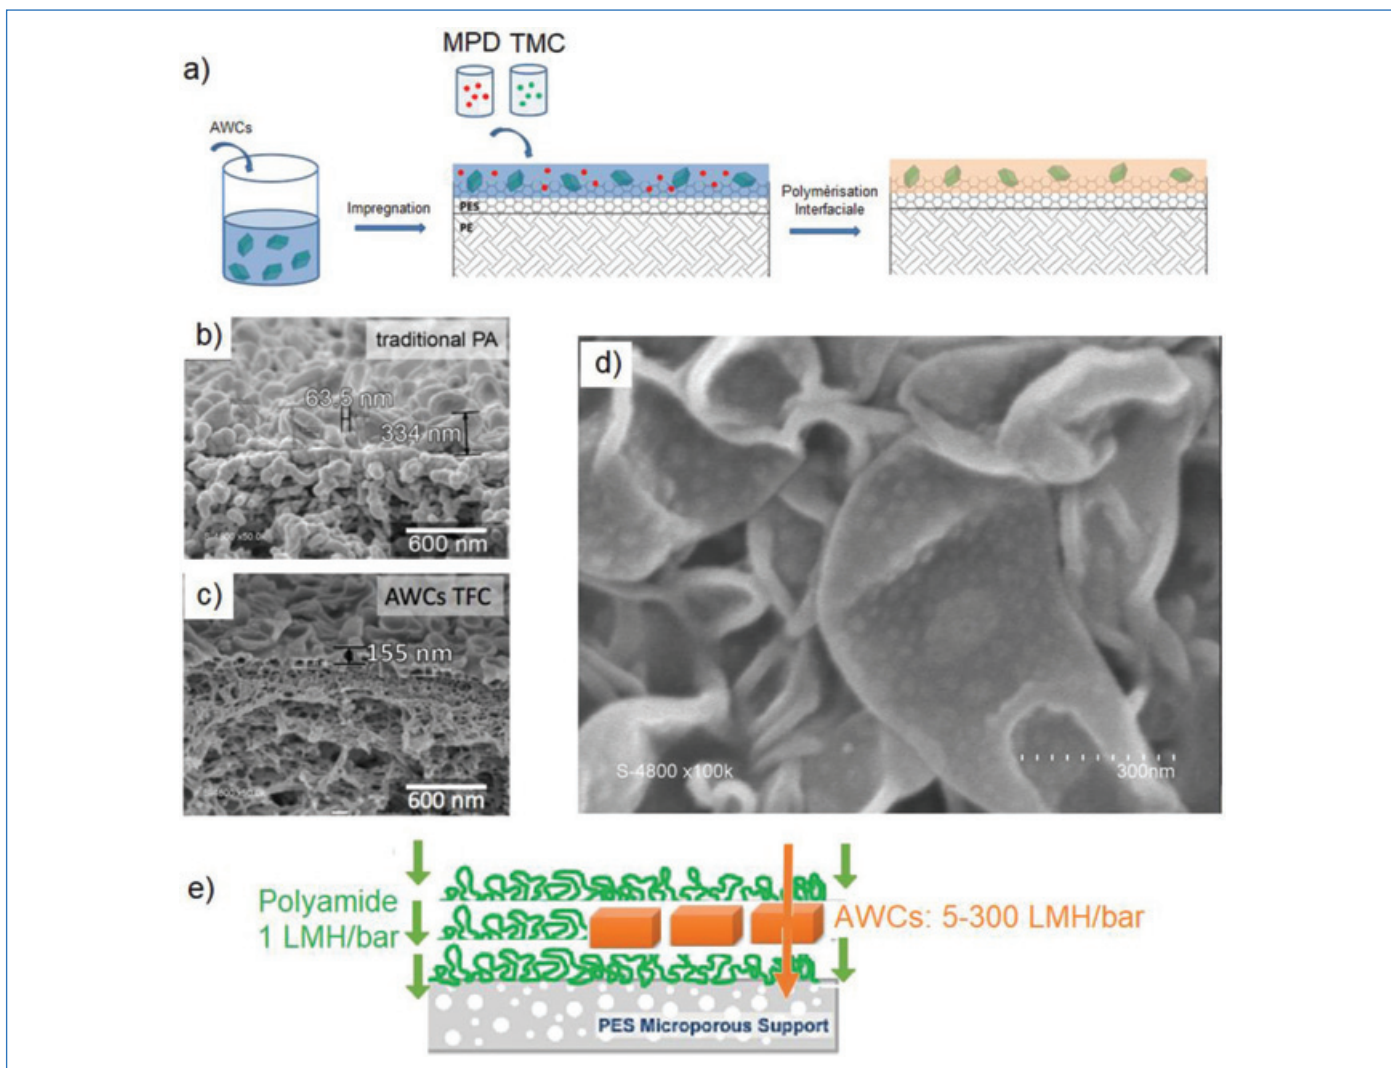 a)
MPD TMC
AWCs
Impregnation
PES
PE
Polymérisation
Interfaciale
b)
traditional PA
63.5 nm
334 nm
600 nm
c)
AWCs TFC
155 nm
600 nm
d)
S-4800 x100k
300nm
e)
Polyamide
1 LMH/bar
AWCs: 5-300 LMH/bar
PES Microporous Support